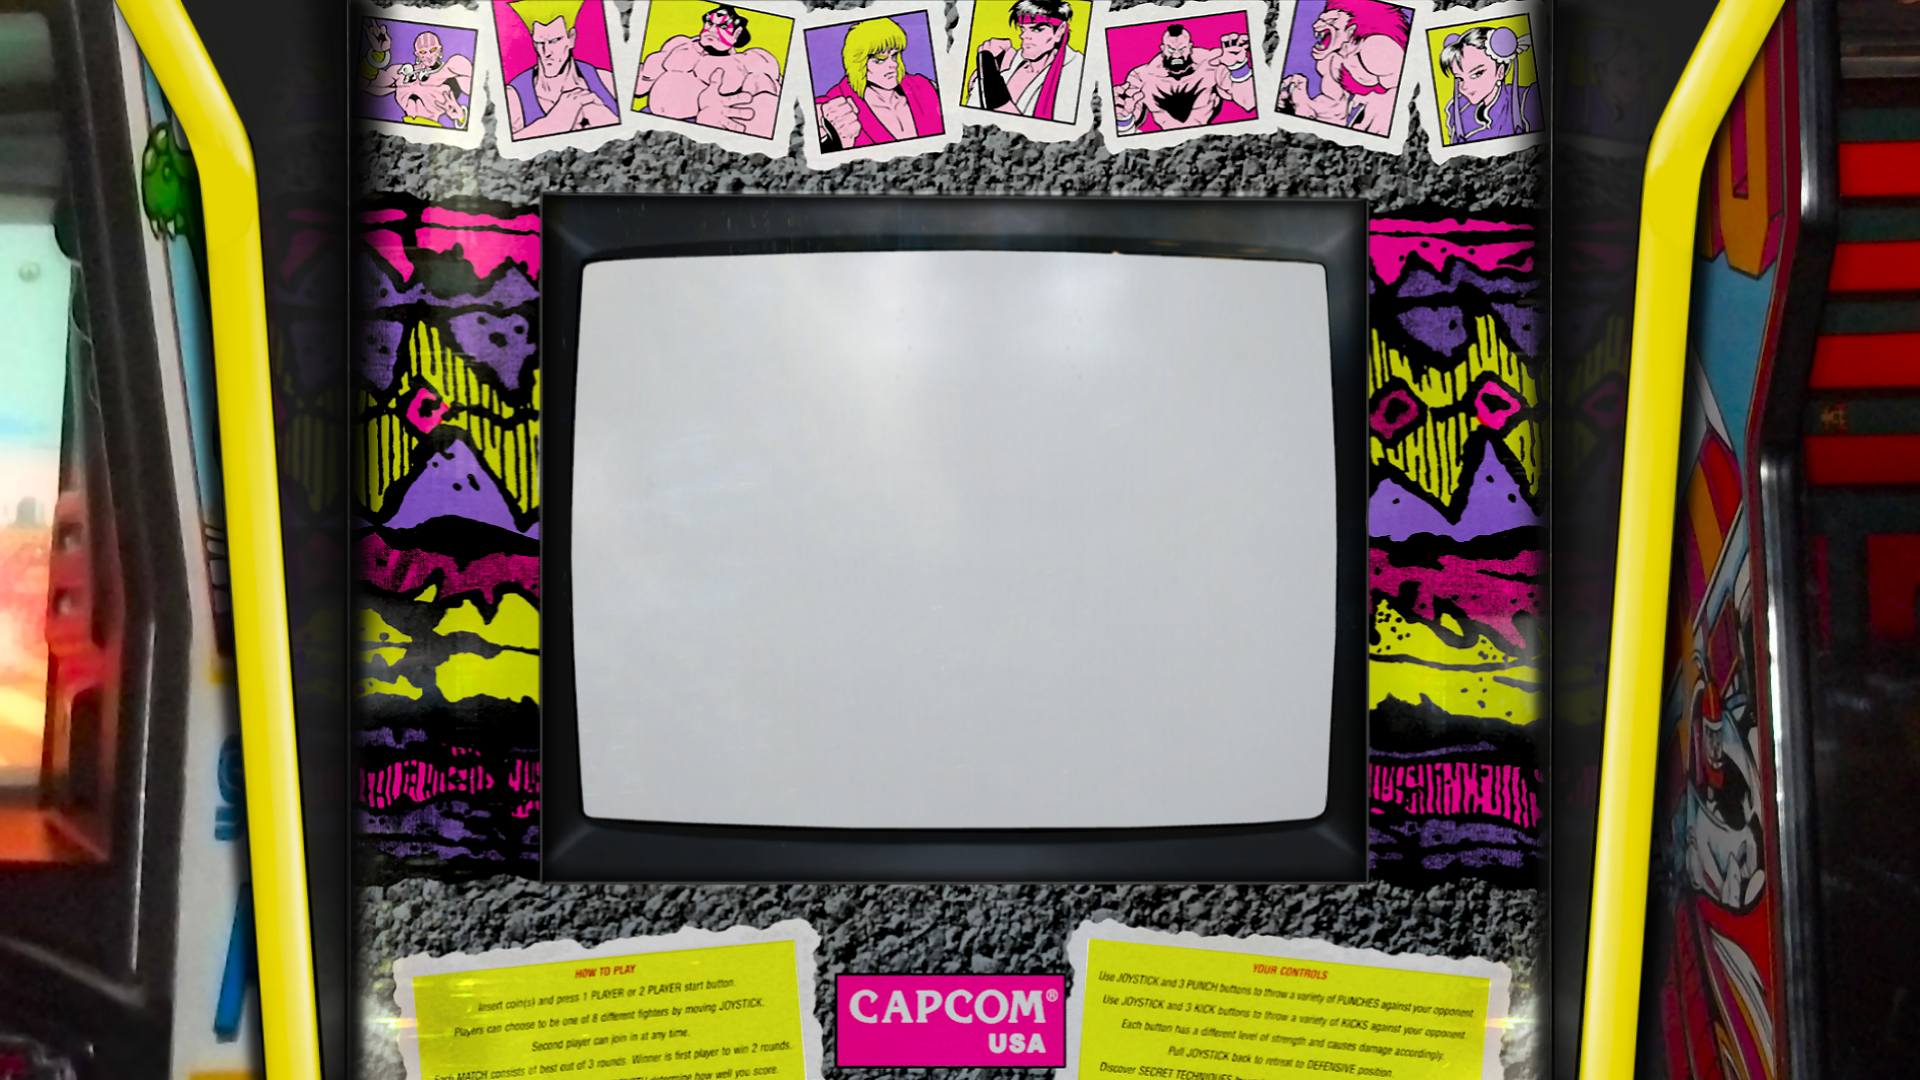 HOW TO PLAY
Insert coin(s) and press 1 PLAYER or 2 PLAYER start button.
Players can choose to be one of 8 different fighters by moving JOYSTICK.
Second player can join in at any time.
Each MATCH consists of best out of 3 rounds. Winner is first player to win 2 rounds.
determine how well you score.
CAPCOM®
USA
YOUR CONTROLS
Use JOYSTICK and 3 PUNCH buttons to throw a variety of PUNCHES against your opponent.
Use JOYSTICK and 3 KICK buttons to throw a variety of KICKS against your opponent.
Each button has a different level of strength and causes damage accordingly.
Pull JOYSTICK back to retreat to DEFENSIVE position.
Discover SECRET TECHNIQUES